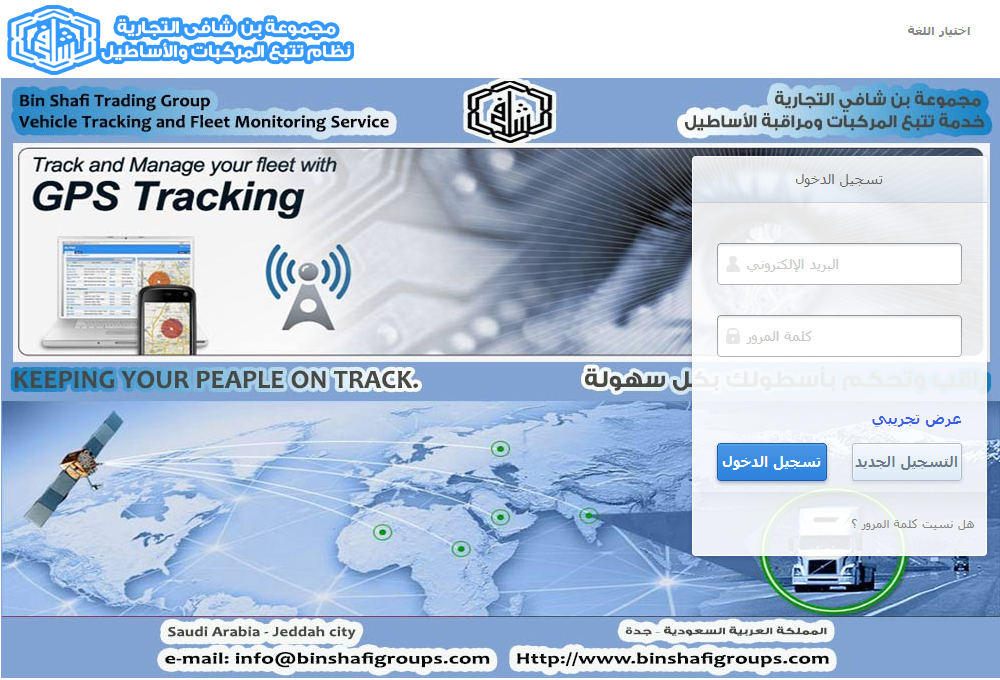 مجموعة بن شافي التجارية
نظام تتبع المركبات والأساطيل
اختيار اللغة
Bin Shafi Trading Group
Vehicle Tracking and Fleet Monitoring Service
شافي
مجموعة بن شافي التجارية
خدمة تتبع المركبات ومراقبة الأساطيل
Track and Manage your fleet with
GPS Tracking
تسجيل الدخول
البريد الإلكتروني
كلمة المرور
KEEPING YOUR PEAPLE ON TRACK.
راقب وتحكم بأسطولك بكل سهولة
عرض تجريبي
تسجيل الدخول
التسجيل الجديد
هل نسيت كلمة المرور ؟
Saudi Arabia - Jeddah city
المملكة العربية السعودية - جدة
e-mail: info@binshafigroups.com
Http://www.binshafigroups.com